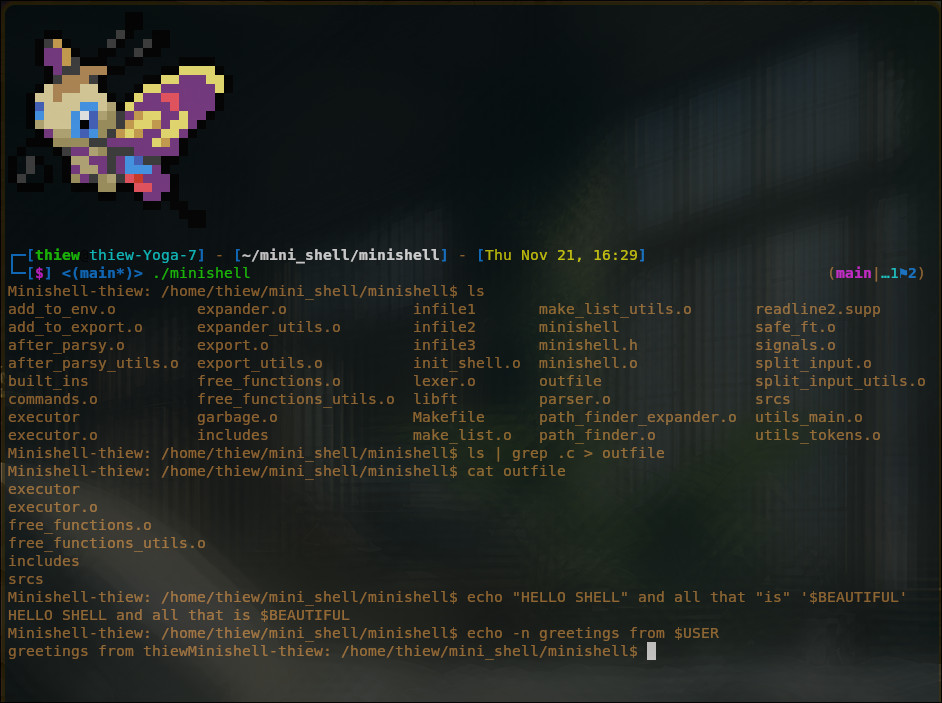 ┌─[thiew thiew-Yoga-7] - [~/mini_shell/minishell] - [Thu Nov 21, 16:29]
└─[$] <(main*)> ./minishell (main|…1⚑2)
Minishell-thiew: /home/thiew/mini_shell/minishell$ ls
add_to_env.o expander.o infile1 make_list_utils.o readline2.supp
add_to_export.o expander_utils.o infile2 minishell safe_ft.o
after_parsy.o export.o infile3 minishell.h signals.o
after_parsy_utils.o export_utils.o init_shell.o minishell.o split_input.o
built_ins free_functions.o lexer.o outfile split_input_utils.o
commands.o free_functions_utils.o libft parser.o srcs
executor garbage.o Makefile path_finder_expander.o utils_main.o
executor.o includes make_list.o path_finder.o utils_tokens.o
Minishell-thiew: /home/thiew/mini_shell/minishell$ ls | grep .c > outfile
Minishell-thiew: /home/thiew/mini_shell/minishell$ cat outfile
executor
executor.o
free_functions.o
free_functions_utils.o
includes
srcs
Minishell-thiew: /home/thiew/mini_shell/minishell$ echo "HELLO SHELL" and all that "is" '$BEAUTIFUL'
HELLO SHELL and all that is $BEAUTIFUL
Minishell-thiew: /home/thiew/mini_shell/minishell$ echo -n greetings from $USER
greetings from thiewMinishell-thiew: /home/thiew/mini_shell/minishell$